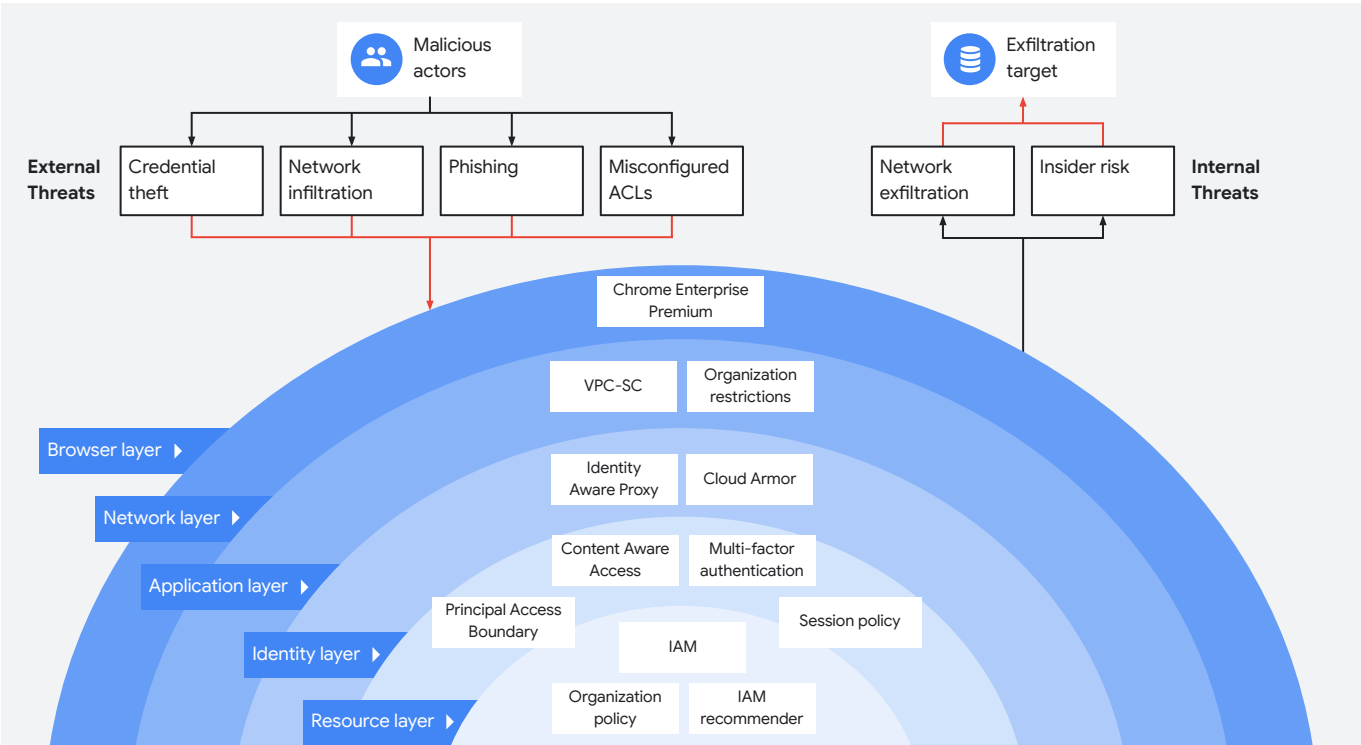 Malicious
actors
Exfiltration
target
External
Threats
Credential
theft
Network
infiltration
Phishing
Misconfigured
ACLs
Network
exfiltration
Insider risk
Internal
Threats
Chrome Enterprise
Premium
VPC-SC
Organization
restrictions
Browser layer
Identity
Aware Proxy
Cloud Armor
Network layer
Content Aware
Access
Multi-factor
authentication
Application layer
Principal Access
Boundary
Session policy
IAM
Identity layer
Organization
policy
IAM
recommender
Resource layer